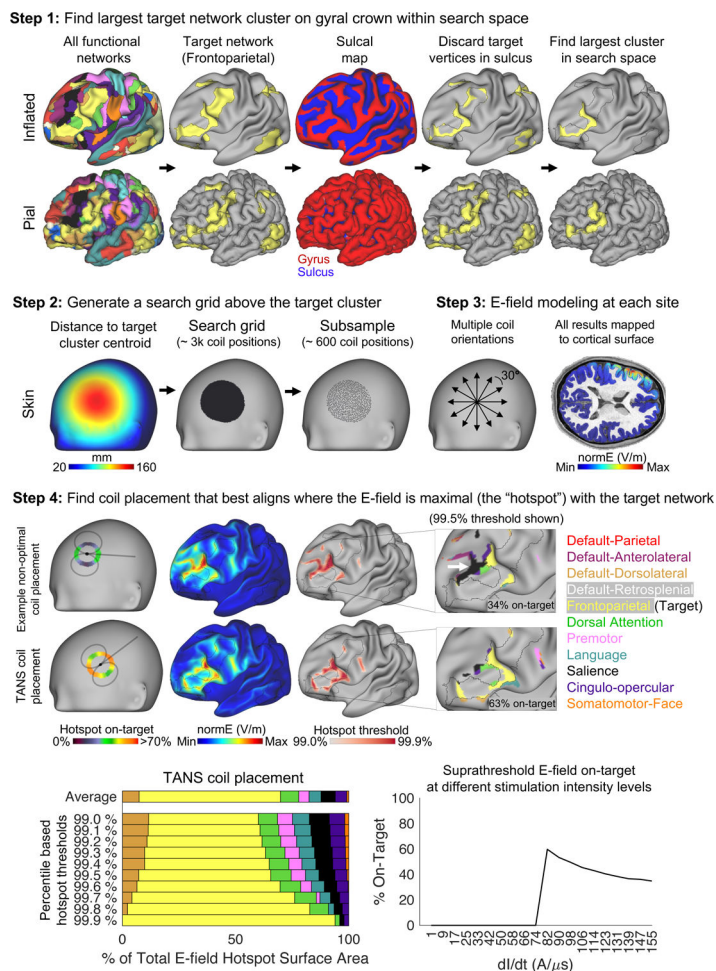 Step 1: Find largest target network cluster on gyral crown within search space
All functional networks
Target network (Frontoparietal)
Sulcal map
Discard target vertices in sulcus
Find largest cluster in search space
Inflated
Pial
Gyrus
Sulcus
Step 2: Generate a search grid above the target cluster
Step 3: E-field modeling at each site
Distance to target cluster centroid
Search grid
(~ 3k coil positions)
Subsample
(~ 600 coil positions)
Multiple coil orientations
All results mapped to cortical surface
Skin
30°
mm
20 160
normE (V/m)
Min Max
Step 4: Find coil placement that best aligns where the E-field is maximal (the “hotspot”) with the target network
(99.5% threshold shown)
Example non-optimal coil placement
34% on-target
TANS coil placement
63% on-target
Default-Parietal
Default-Anterolateral
Default-Dorsolateral
Default-Retrosplenial
Frontoparietal (Target)
Dorsal Attention
Premotor
Language
Salience
Cingulo-opercular
Somatomotor-Face
Hotspot on-target
0% >70%
normE (V/m)
Min Max
Hotspot threshold
99.0% 99.9%
TANS coil placement
Average
Percentile based hotspot thresholds
99.0 %
99.1 %
99.2 %
99.3 %
99.4 %
99.5 %
99.6 %
99.7 %
99.8 %
99.9 %
0 50 100
% of Total E-field Hotspot Surface Area
Suprathreshold E-field on-target
at different stimulation intensity levels
% On-Target
100
80
60
40
20
0
1 9 17 25 33 42 50 58 66 74 82 90 98 106 114 123 131 139 147 155
dI/dt (A/μs)